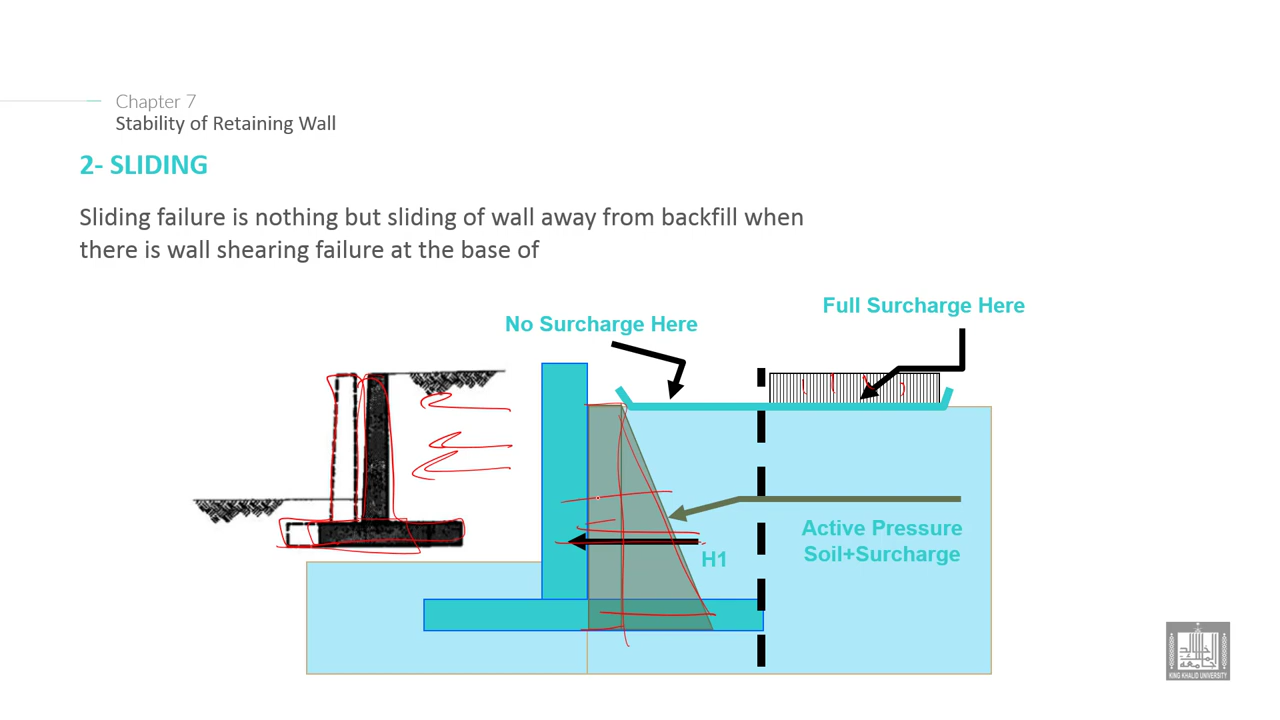 Chapter 7
Stability of Retaining Wall
2- SLIDING
Sliding failure is nothing but sliding of wall away from backfill when
there is wall shearing failure at the base of
Full Surcharge Here
No Surcharge Here
Active Pressure
Soil+Surcharge
H1
KING KHALID UNIVERSITY